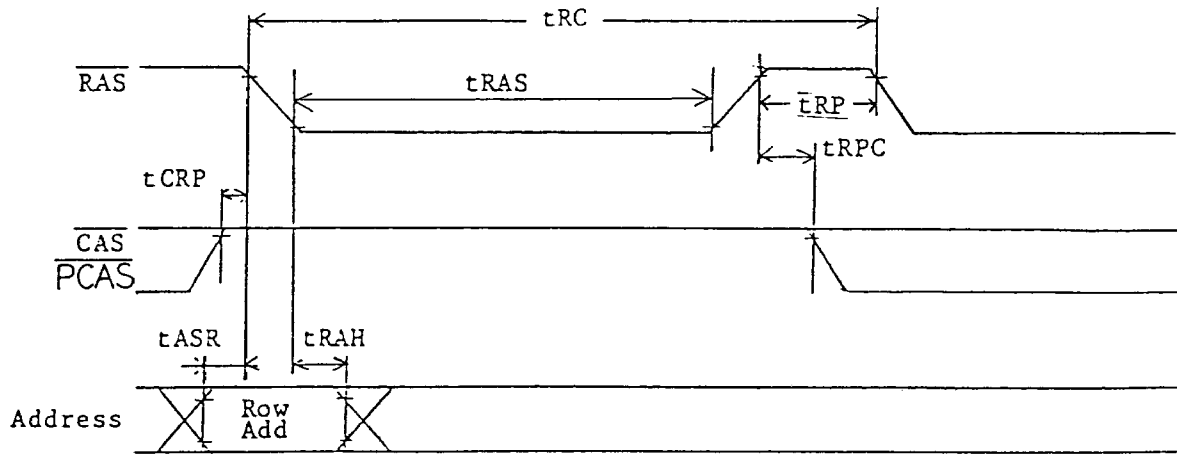 tRC
RAS
tRAS
tRP
tRPC
tCRP
CAS
PCAS
tASR
tRAH
Address
Row
Add